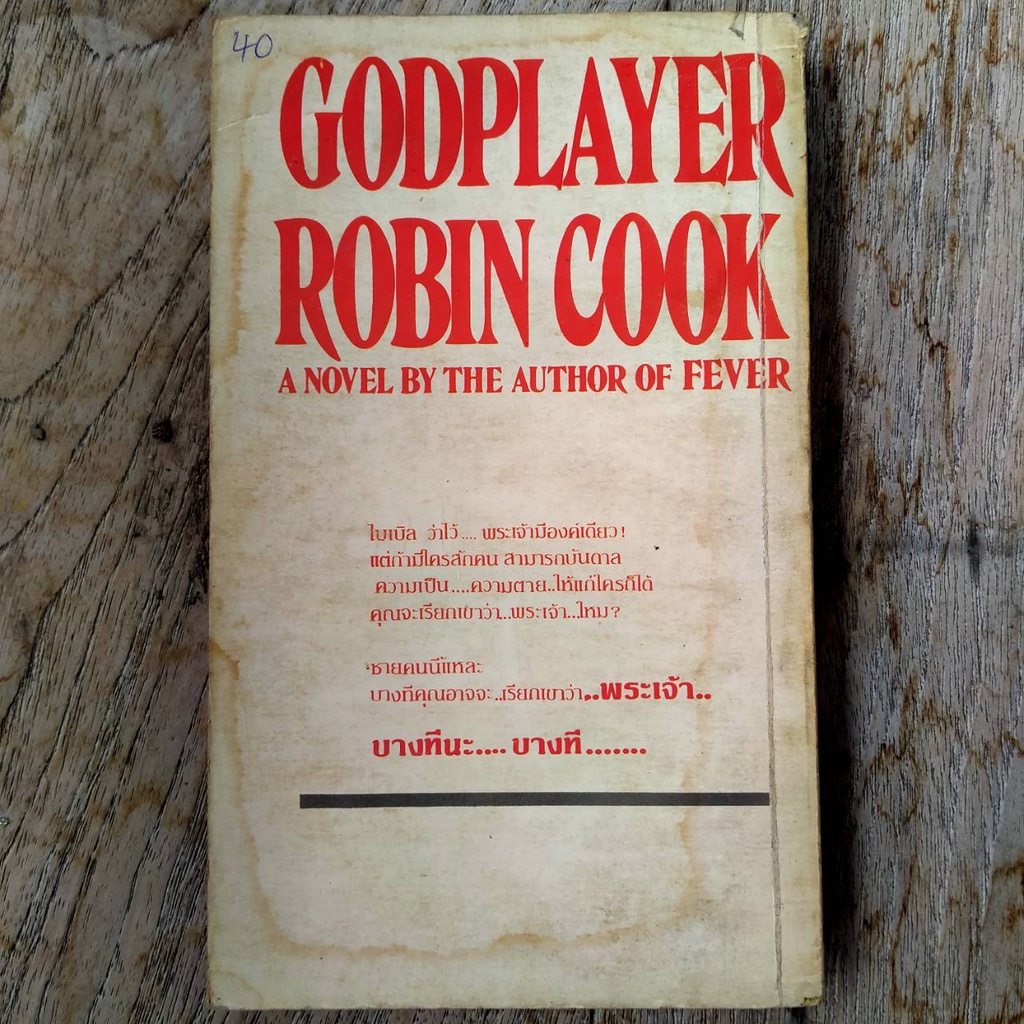 40
GODPLAYER
ROBIN COOK
A NOVEL BY THE AUTHOR OF FEVER
ไบเบิล ว่าไว้.... พระเจ้ามีองค์เดียว!
แต่ถ้ามีใครสักคน สามารถบันดาล
ความเป็น....ความตาย..ให้แก่ใครก็ได้
คุณจะเรียกเขาว่า...พระเจ้า...ไหม?
ชายคนนี้แหละ
บางทีคุณอาจจะ..เรียกเขาว่า..พระเจ้า..
บางทีนะ.... บางที.......